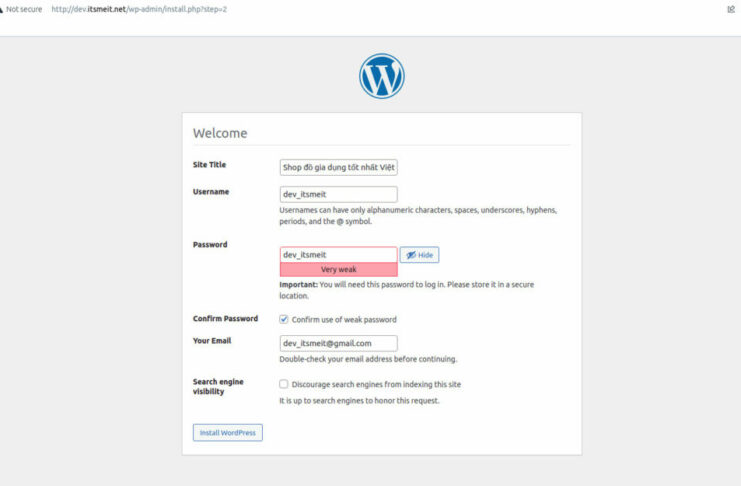 Not secure http://dev.itsmeit.net/wp-admin/install.php?step=2
Welcome
Site Title
Shop đồ gia dụng tốt nhất Việt
Username
dev_itsmeit
Usernames can have only alphanumeric characters, spaces, underscores, hyphens,
periods, and the @ symbol.
Password
dev_itsmeit
Hide
Very weak
Important: You will need this password to log in. Please store it in a secure
location.
Confirm Password
Confirm use of weak password
Your Email
dev_itsmeit@gmail.com
Double-check your email address before continuing.
Search engine
visibility
Discourage search engines from indexing this site
It is up to search engines to honor this request.
Install WordPress